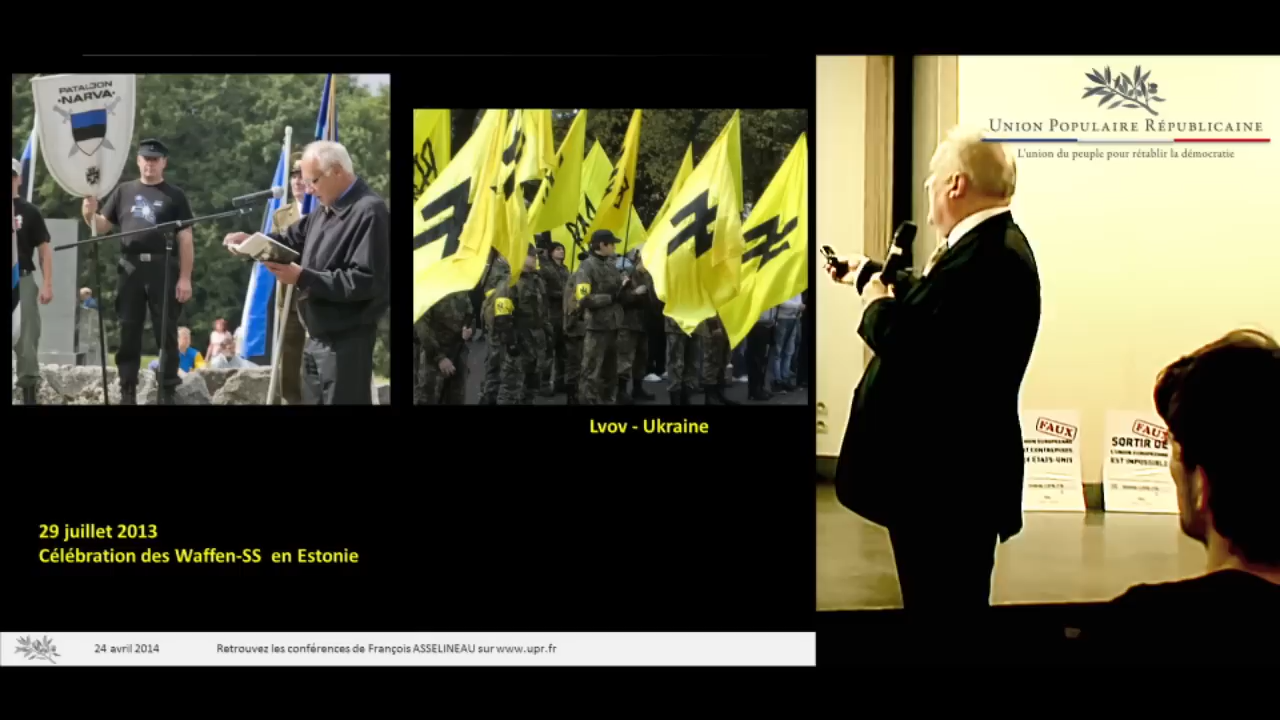 PATALJON
NARVA
Lvov - Ukraine
29 juillet 2013
Célébration des Waffen-SS en Estonie
24 avril 2014
Retrouvez les conférences de François ASSELINEAU sur www.upr.fr
UNION POPULAIRE RÉPUBLICAINE
L'union du peuple pour rétablir la démocratie
FAUX
ÉTATS-UNIS
FAUX
SORTIR DE
L'UNION EUROPÉENNE
EST IMPOSSIBLE